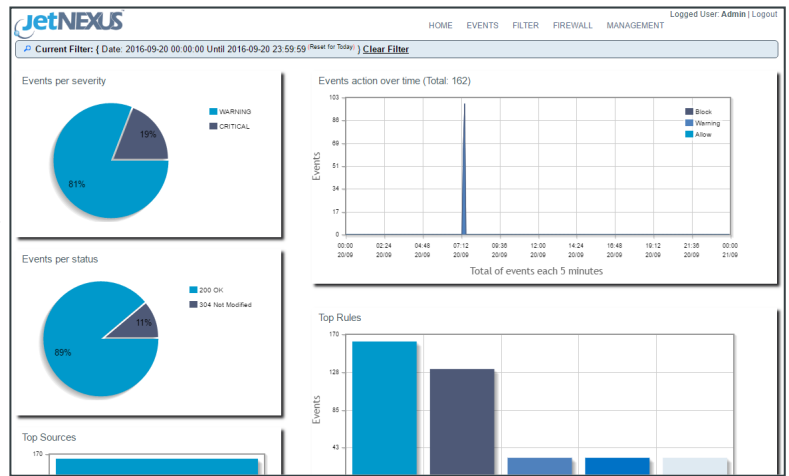 jetNEXUS
Logged User: Admin | Logout
HOME EVENTS FILTER FIREWALL MANAGEMENT
Current Filter: { Date: 2016-09-20 00:00:00 Until 2016-09-20 23:59:59 (Reset for Today) } Clear Filter
Events per severity
WARNING
CRITICAL
19%
81%
Events action over time (Total: 162)
103
86
69
51
34
17
0
Events
Block
Warning
Allow
00:00 02:24 04:48 07:12 09:36 12:00 14:24 16:48 19:12 21:36 00:00
20/09 20/09 20/09 20/09 20/09 20/09 20/09 20/09 20/09 20/09 21/09
Total of events each 5 minutes
Events per status
200 OK
304 Not Modified
11%
89%
Top Rules
170
128
85
43
Events
Top Sources
170